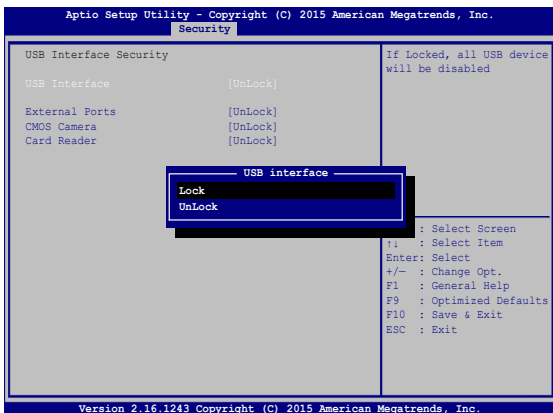 Aptio Setup Utility - Copyright (C) 2015 American Megatrends, Inc.
Security
USB Interface Security
USB Interface [UnLock]
External Ports [UnLock]
CMOS Camera [UnLock]
Card Reader [UnLock]
If Locked, all USB device
will be disabled
USB interface
Lock
UnLock
: Select Screen
↑↓ : Select Item
Enter: Select
+/— : Change Opt.
F1 : General Help
F9 : Optimized Defaults
F10 : Save & Exit
ESC : Exit
Version 2.16.1243 Copyright (C) 2015 American Megatrends, Inc.